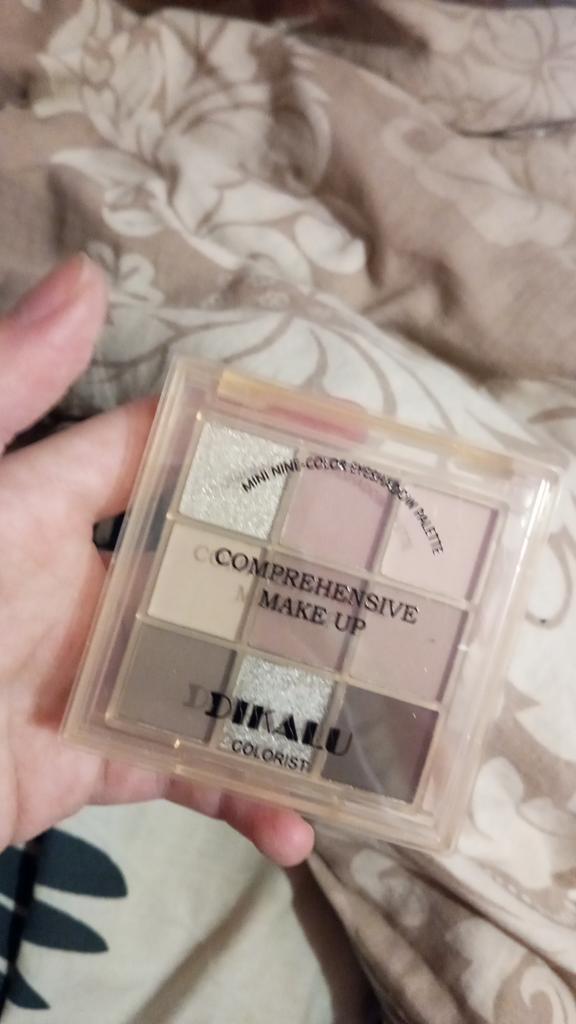 MINI NINE-COLOR EYESHADOW PALETTE
COMPREHENSIVE
MAKE UP
DIKALU
COLORIST